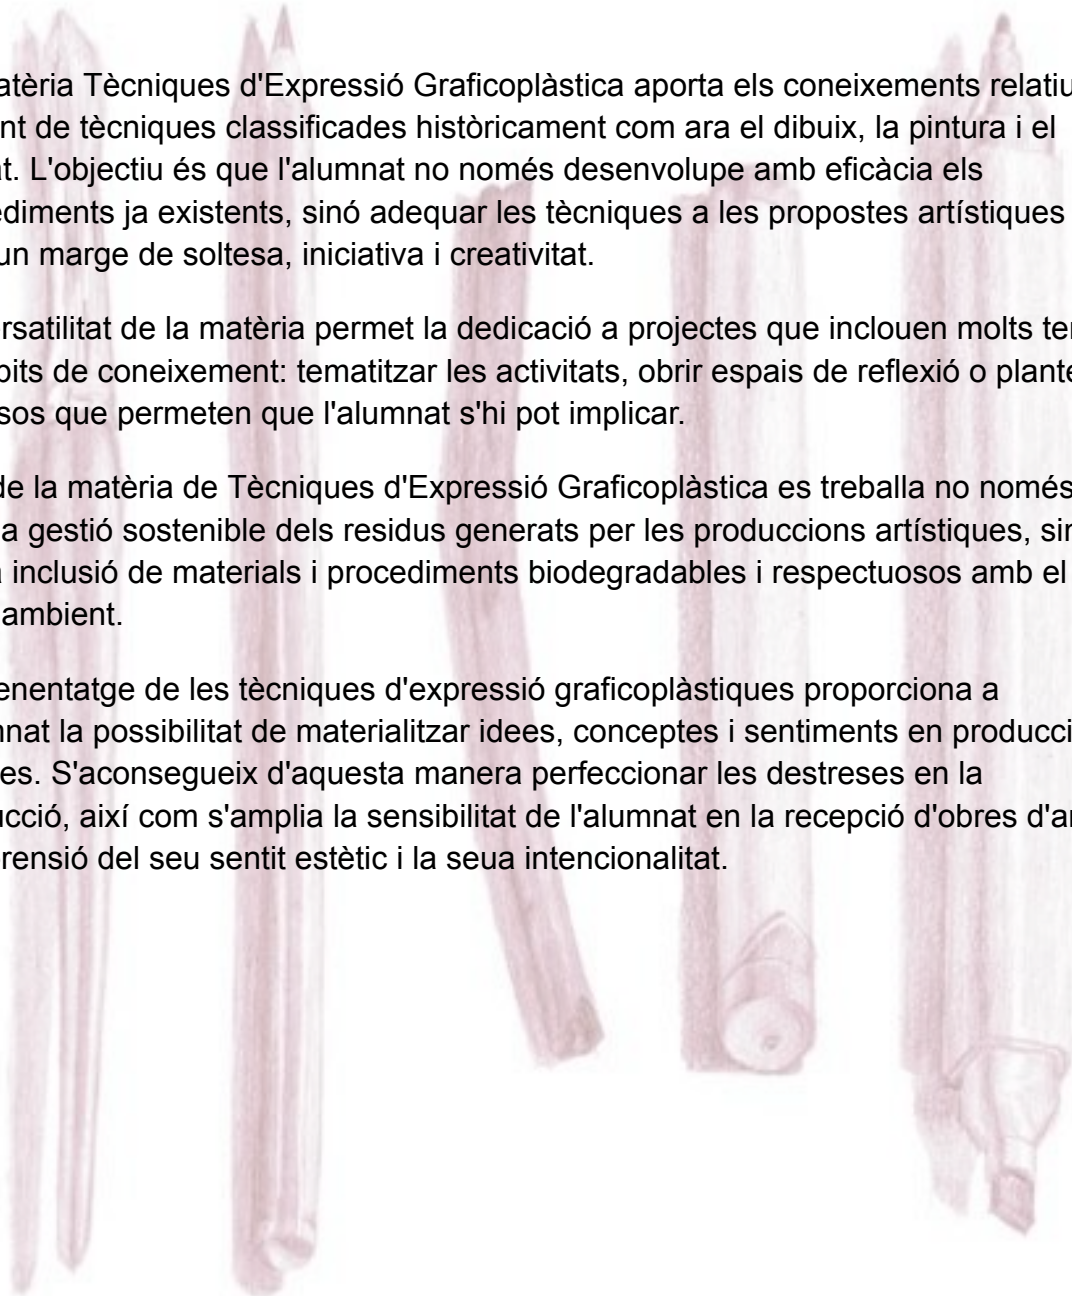 atèria Tècniques d'Expressió Graficoplàstica aporta els coneixements relatiu
nt de tècniques classificades històricament com ara el dibuix, la pintura i el
at. L'objectiu és que l'alumnat no només desenvolupe amb eficàcia els
ediments ja existents, sinó adequar les tècniques a les propostes artístiques
un marge de soltesa, iniciativa i creativitat.
rsatilitat de la matèria permet la dedicació a projectes que inclouen molts ter
bits de coneixement: tematitzar les activitats, obrir espais de reflexió o plante
sos que permeten que l'alumnat s'hi pot implicar.
de la matèria de Tècniques d'Expressió Graficoplàstica es treballa no només
a gestió sostenible dels residus generats per les produccions artístiques, sin
a inclusió de materials i procediments biodegradables i respectuosos amb el
ambient.
enentatge de les tècniques d'expressió graficoplàstiques proporciona a
nnat la possibilitat de materialitzar idees, conceptes i sentiments en producci
es. S'aconsegueix d'aquesta manera perfeccionar les destreses en la
ucció, així com s'amplia la sensibilitat de l'alumnat en la recepció d'obres d'ar
rensió del seu sentit estètic i la seua intencionalitat.